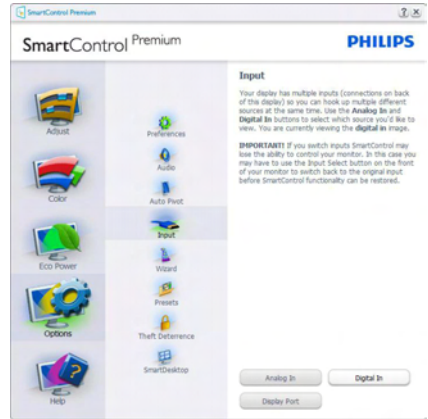 SmartControl Premium
SmartControl Premium
PHILIPS
Adjust
Color
Eco Power
Options
Help
Preferences
Audio
Auto Pivot
Input
Wizard
Presets
Theft Deterrence
SmartDesktop
Input
Your display has multiple inputs (connections on back
of this display) so you can hook up multiple different
sources at the same time. Use the Analog In and
Digital In buttons to select which source you'd like to
view. You are currently viewing the digital in image.
IMPORTANT! If you switch inputs SmartControl may
lose the ability to control your monitor. In this case you
may have to use the Input Select button on the front
of your monitor to switch back to the original input
before SmartControl functionality can be restored.
Analog In
Digital In
Display Port